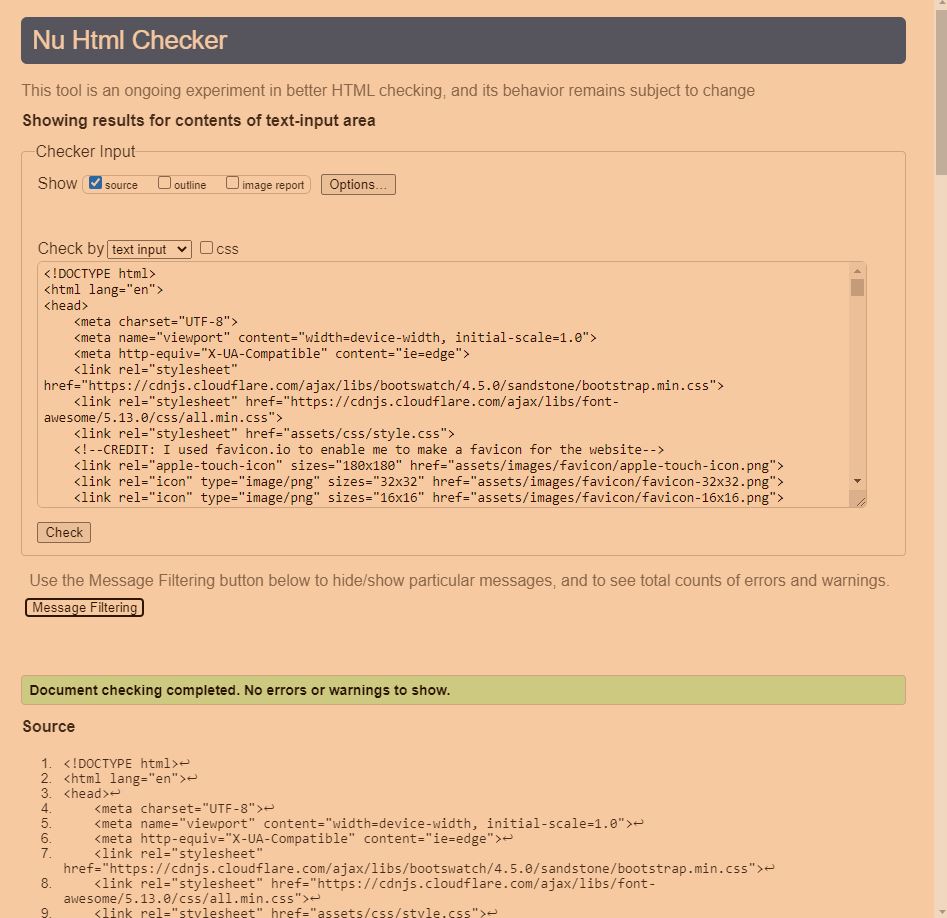 Nu Html Checker
This tool is an ongoing experiment in better HTML checking, and its behavior remains subject to change
Showing results for contents of text-input area
Checker Input
Show source outline image report Options...
Check by text input css
<!DOCTYPE html>
<html lang="en">
<head>
    <meta charset="UTF-8">
    <meta name="viewport" content="width=device-width, initial-scale=1.0">
    <meta http-equiv="X-UA-Compatible" content="ie=edge">
    <link rel="stylesheet"
href="https://cdnjs.cloudflare.com/ajax/libs/bootswatch/4.5.0/sandstone/bootstrap.min.css">
    <link rel="stylesheet" href="https://cdnjs.cloudflare.com/ajax/libs/font-
awesome/5.13.0/css/all.min.css">
    <link rel="stylesheet" href="assets/css/style.css">
    <!--CREDIT: I used favicon.io to enable me to make a favicon for the website-->
    <link rel="apple-touch-icon" sizes="180x180" href="assets/images/favicon/apple-touch-icon.png">
    <link rel="icon" type="image/png" sizes="32x32" href="assets/images/favicon/favicon-32x32.png">
    <link rel="icon" type="image/png" sizes="16x16" href="assets/images/favicon/favicon-16x16.png">
Check
Use the Message Filtering button below to hide/show particular messages, and to see total counts of errors and warnings.
Message Filtering
Document checking completed. No errors or warnings to show.
Source
1. <!DOCTYPE html>↩
2. <html lang="en">↩
3. <head>↩
4.     <meta charset="UTF-8">↩
5.     <meta name="viewport" content="width=device-width, initial-scale=1.0">↩
6.     <meta http-equiv="X-UA-Compatible" content="ie=edge">↩
7.     <link rel="stylesheet"
href="https://cdnjs.cloudflare.com/ajax/libs/bootswatch/4.5.0/sandstone/bootstrap.min.css">↩
8.     <link rel="stylesheet" href="https://cdnjs.cloudflare.com/ajax/libs/font-
awesome/5.13.0/css/all.min.css">↩
9.     <link rel="stylesheet" href="assets/css/style.css">↩